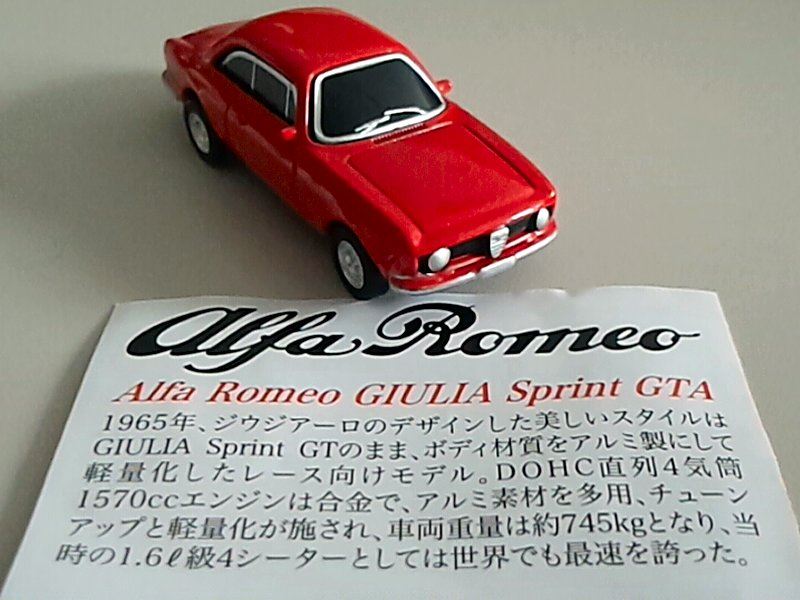 Alfa Romeo
Alfa Romeo GIULIA Sprint GTA
1965年、ジウジアーロのデザインした美しいスタイルは
GIULIA Sprint GTのまま、ボディ材質をアルミ製にして
軽量化したレース向けモデル。DOHC直列4気筒
1570ccエンジンは合金で、アルミ素材を多用、チューン
アップと軽量化が施され、車両重量は約745kgとなり、当
時の1.6ℓ級4シーターとしては世界でも最速を誇った。